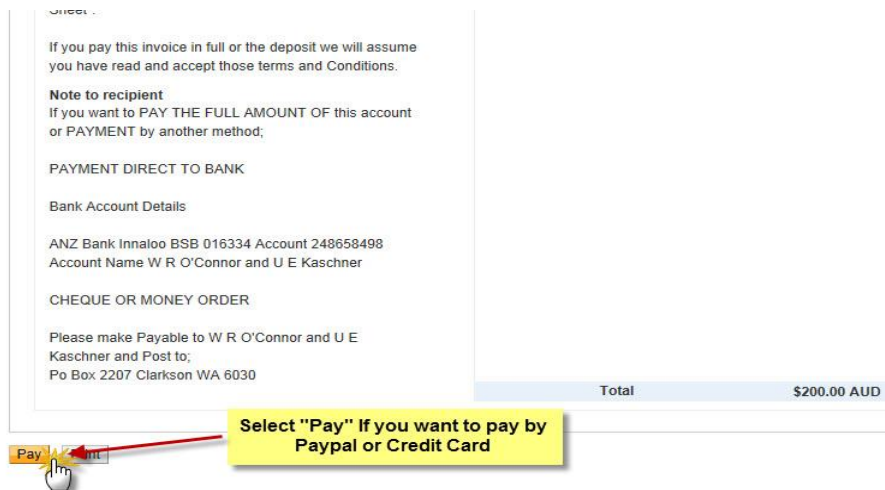 If you pay this invoice in full or the deposit we will assume
you have read and accept those terms and Conditions.
Note to recipient
If you want to PAY THE FULL AMOUNT OF this account
or PAYMENT by another method;
PAYMENT DIRECT TO BANK
Bank Account Details
ANZ Bank Innaloo BSB 016334 Account 248658498
Account Name W R O'Connor and U E Kaschner
CHEQUE OR MONEY ORDER
Please make Payable to W R O'Connor and U E
Kaschner and Post to;
Po Box 2207 Clarkson WA 6030
Total $200.00 AUD
Select "Pay" If you want to pay by
Paypal or Credit Card
Pay